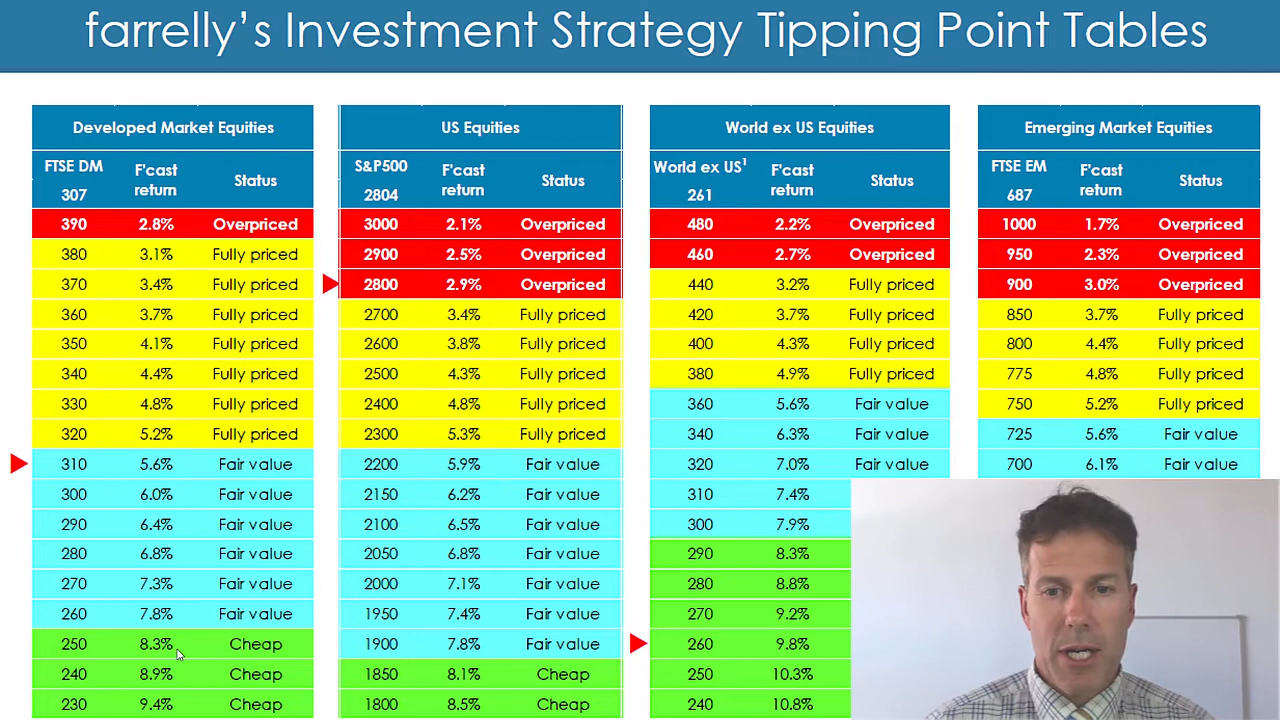 farrelly's Investment Strategy Tipping Point Tables
Developed Market Equities
FTSE DM F'cast return Status
307
390 2.8% Overpriced
380 3.1% Fully priced
370 3.4% Fully priced
360 3.7% Fully priced
350 4.1% Fully priced
340 4.4% Fully priced
330 4.8% Fully priced
320 5.2% Fully priced
310 5.6% Fair value
300 6.0% Fair value
290 6.4% Fair value
280 6.8% Fair value
270 7.3% Fair value
260 7.8% Fair value
250 8.3% Cheap
240 8.9% Cheap
230 9.4% Cheap
US Equities
S&P500 F'cast return Status
2804
3000 2.1% Overpriced
2900 2.5% Overpriced
2800 2.9% Overpriced
2700 3.4% Fully priced
2600 3.8% Fully priced
2500 4.3% Fully priced
2400 4.8% Fully priced
2300 5.3% Fully priced
2200 5.9% Fair value
2150 6.2% Fair value
2100 6.5% Fair value
2050 6.8% Fair value
2000 7.1% Fair value
1950 7.4% Fair value
1900 7.8% Fair value
1850 8.1% Cheap
1800 8.5% Cheap
World ex US Equities
World ex US¹ F'cast return Status
261
480 2.2% Overpriced
460 2.7% Overpriced
440 3.2% Fully priced
420 3.7% Fully priced
400 4.3% Fully priced
380 4.9% Fully priced
360 5.6% Fair value
340 6.3% Fair value
320 7.0% Fair value
310 7.4%
300 7.9%
290 8.3%
280 8.8%
270 9.2%
260 9.8%
250 10.3%
240 10.8%
Emerging Market Equities
FTSE EM F'cast return Status
687
1000 1.7% Overpriced
950 2.3% Overpriced
900 3.0% Overpriced
850 3.7% Fully priced
800 4.4% Fully priced
775 4.8% Fully priced
750 5.2% Fully priced
725 5.6% Fair value
700 6.1% Fair value